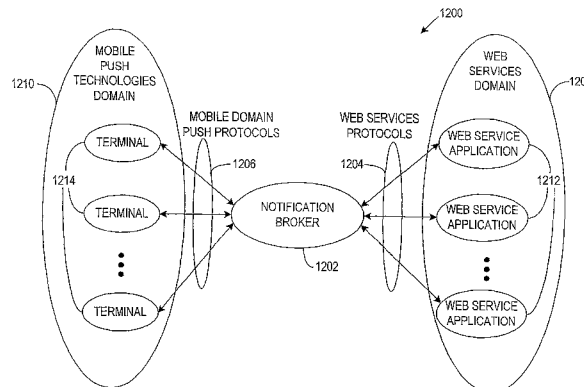 1200
1210
MOBILE
PUSH
TECHNOLOGIES
DOMAIN
WEB
SERVICES
DOMAIN
MOBILE DOMAIN
PUSH PROTOCOLS
WEB SERVICES
PROTOCOLS
1206
1204
TERMINAL
WEB SERVICE
APPLICATION
1214
1212
TERMINAL
NOTIFICATION
BROKER
WEB SERVICE
APPLICATION
1202
TERMINAL
WEB SERVICE
APPLICATION